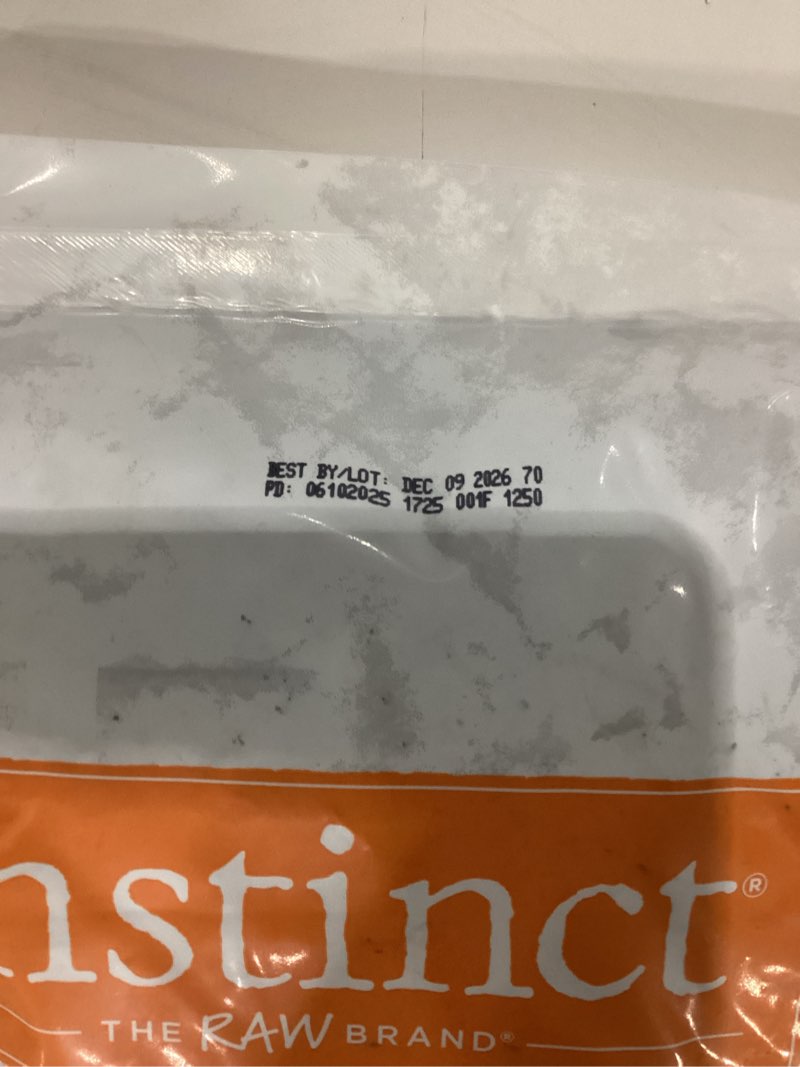 BEST BY/LOT: DEC 09 2026 70
PD: 06102025 1725 001F 1250
nstinct®
THE RAW BRAND®